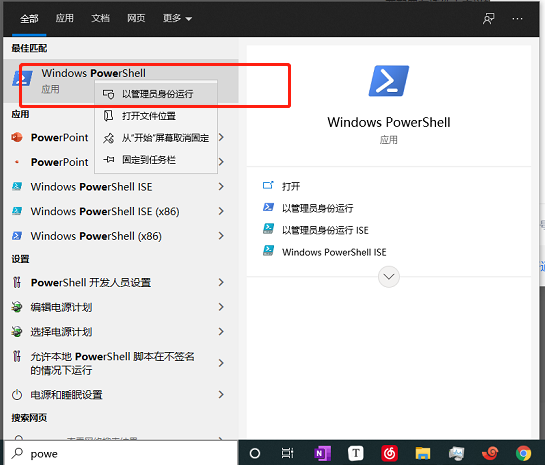 全部
应用
文档
网页
更多
最佳匹配
Windows PowerShell
应用
以管理员身份运行
打开文件位置
从"开始"屏幕取消固定
固定到任务栏
应用
PowerPoint
PowerPoint
Windows PowerShell ISE
Windows PowerShell ISE (x86)
Windows PowerShell (x86)
设置
PowerShell 开发人员设置
编辑电源计划
选择电源计划
允许本地 PowerShell 脚本在不签名
的情况下运行
电源和睡眠设置
搜索网页
Windows PowerShell
应用
打开
以管理员身份运行
以管理员身份运行 ISE
Windows PowerShell ISE
powe
N
T